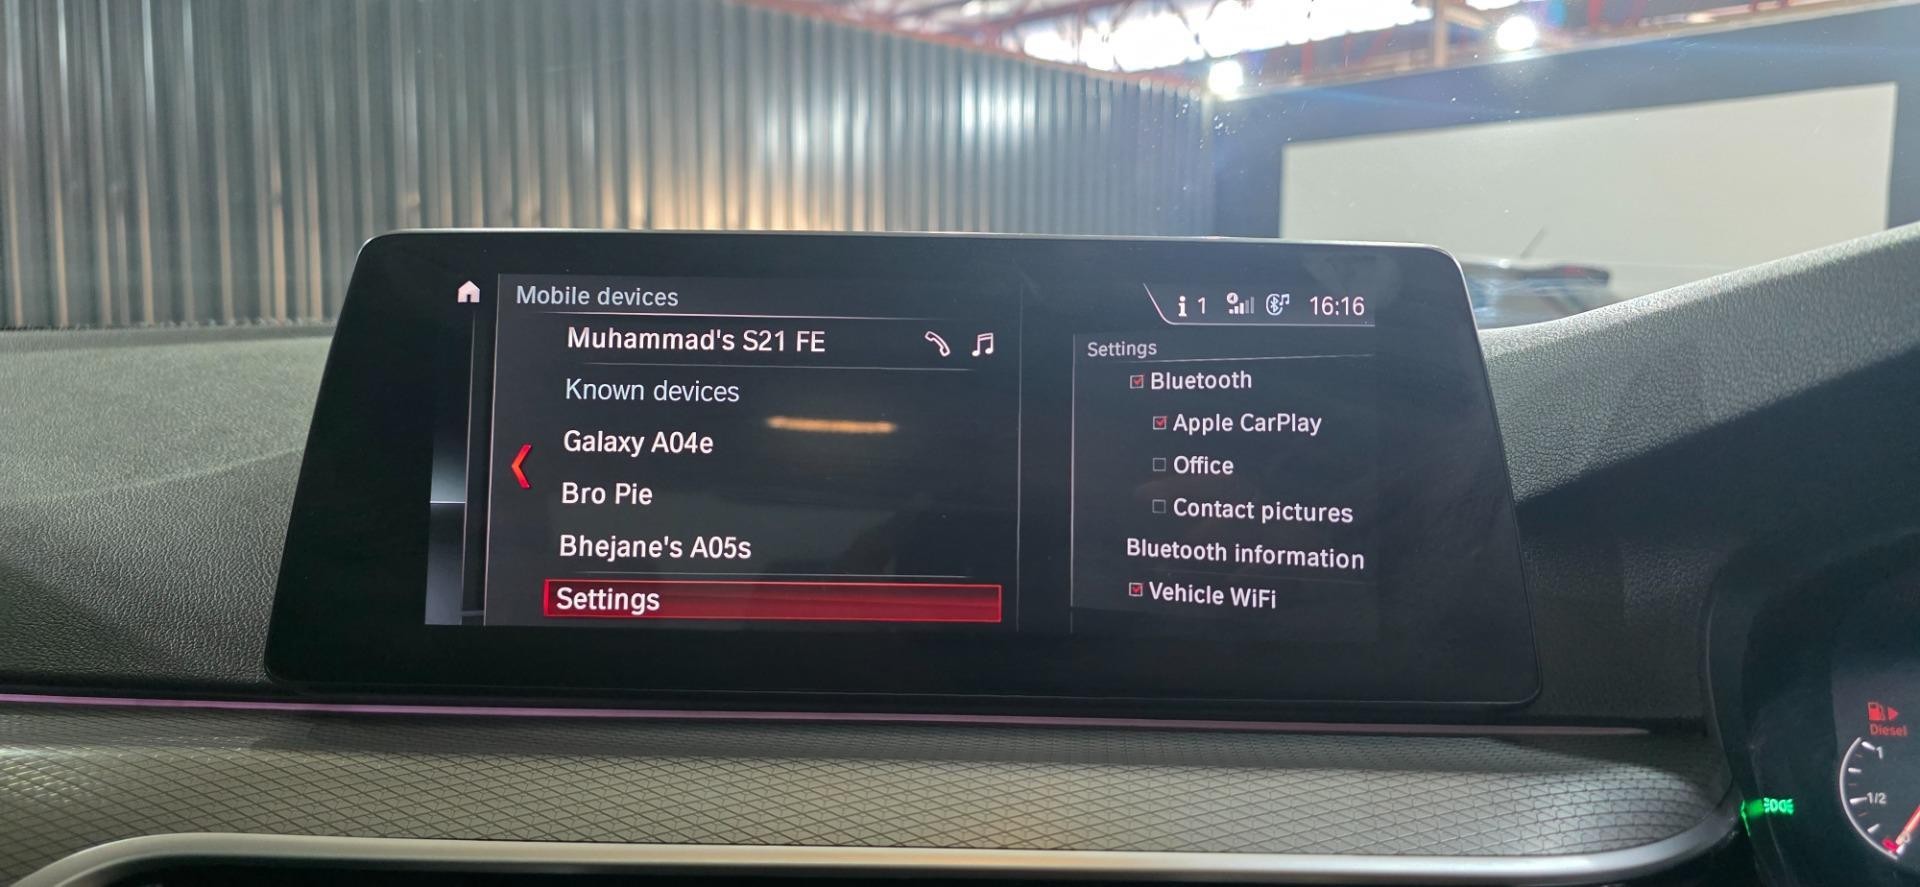 Mobile devices
Muhammad's S21 FE
Known devices
Galaxy A04e
Bro Pie
Bhejane's A05s
Settings
i 1 16:16
Settings
Bluetooth
Apple CarPlay
Office
Contact pictures
Bluetooth information
Vehicle WiFi
Diesel
1
1/2